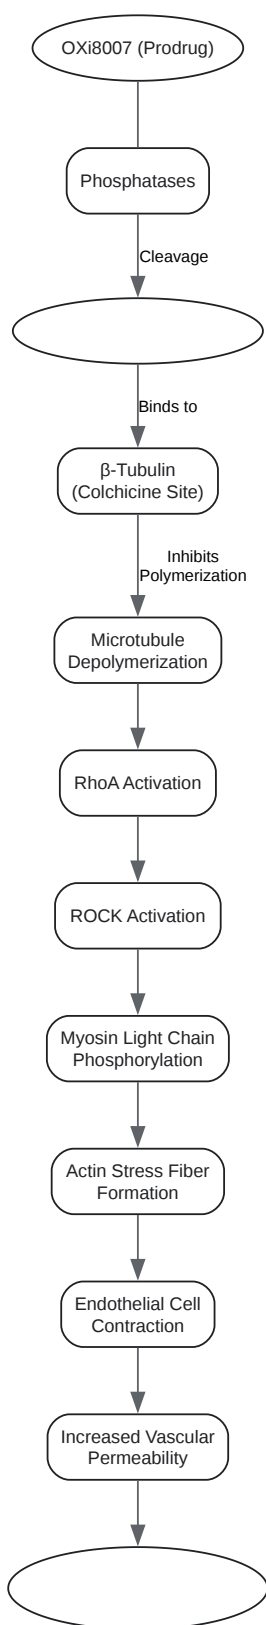 OXi8007 (Prodrug)
Phosphatases
Cleavage
Binds to
β-Tubulin
(Colchicine Site)
Inhibits
Polymerization
Microtubule
Depolymerization
RhoA Activation
ROCK Activation
Myosin Light Chain
Phosphorylation
Actin Stress Fiber
Formation
Endothelial Cell
Contraction
Increased Vascular
Permeability